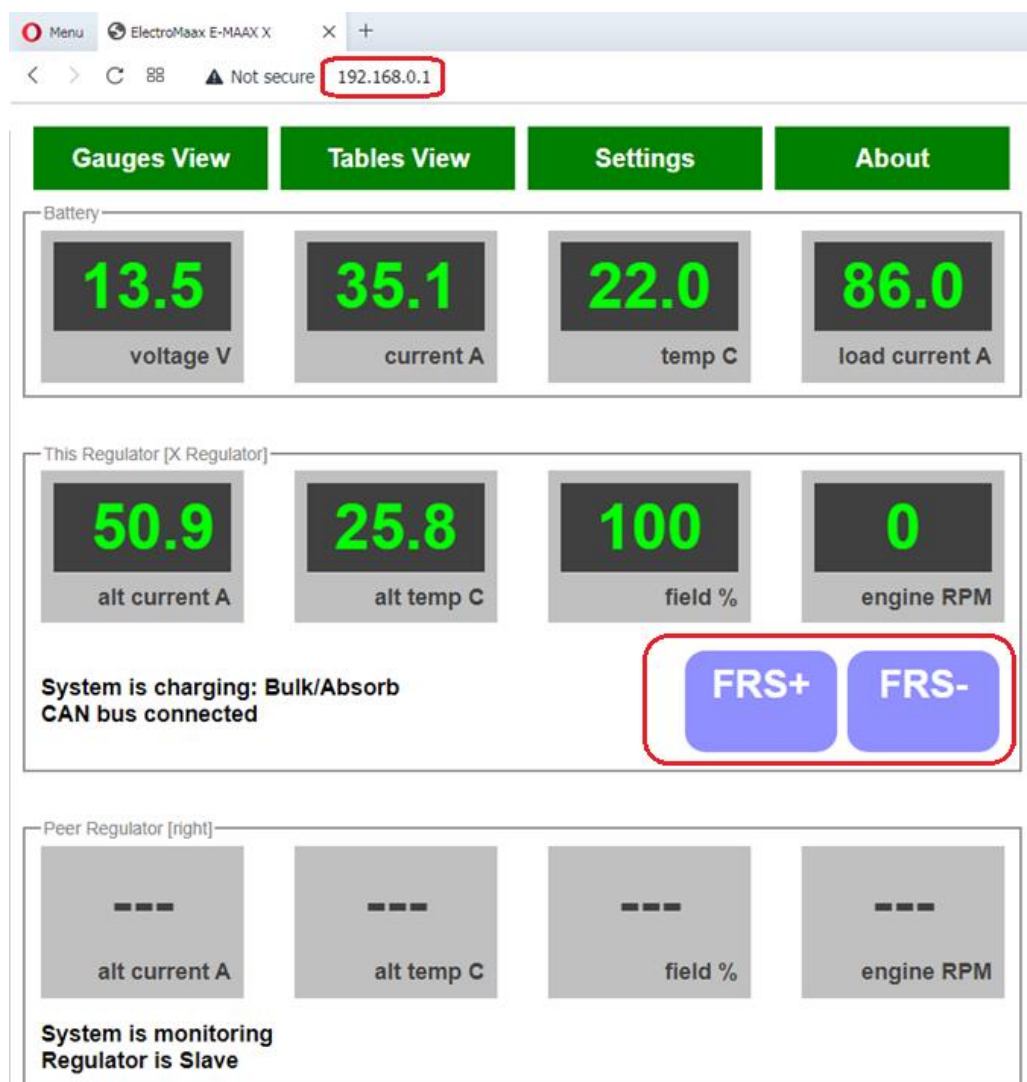 Menu ElectroMaax E-MAAX X
Not secure 192.168.0.1
Gauges View Tables View Settings About
Battery
13.5 35.1 22.0 86.0
voltage V current A temp C load current A
This Regulator [X Regulator]
50.9 25.8 100 0
alt current A alt temp C field % engine RPM
System is charging: Bulk/Absorb
CAN bus connected
FRS+ FRS-
Peer Regulator [right]
--- --- --- ---
alt current A alt temp C field % engine RPM
System is monitoring
Regulator is Slave